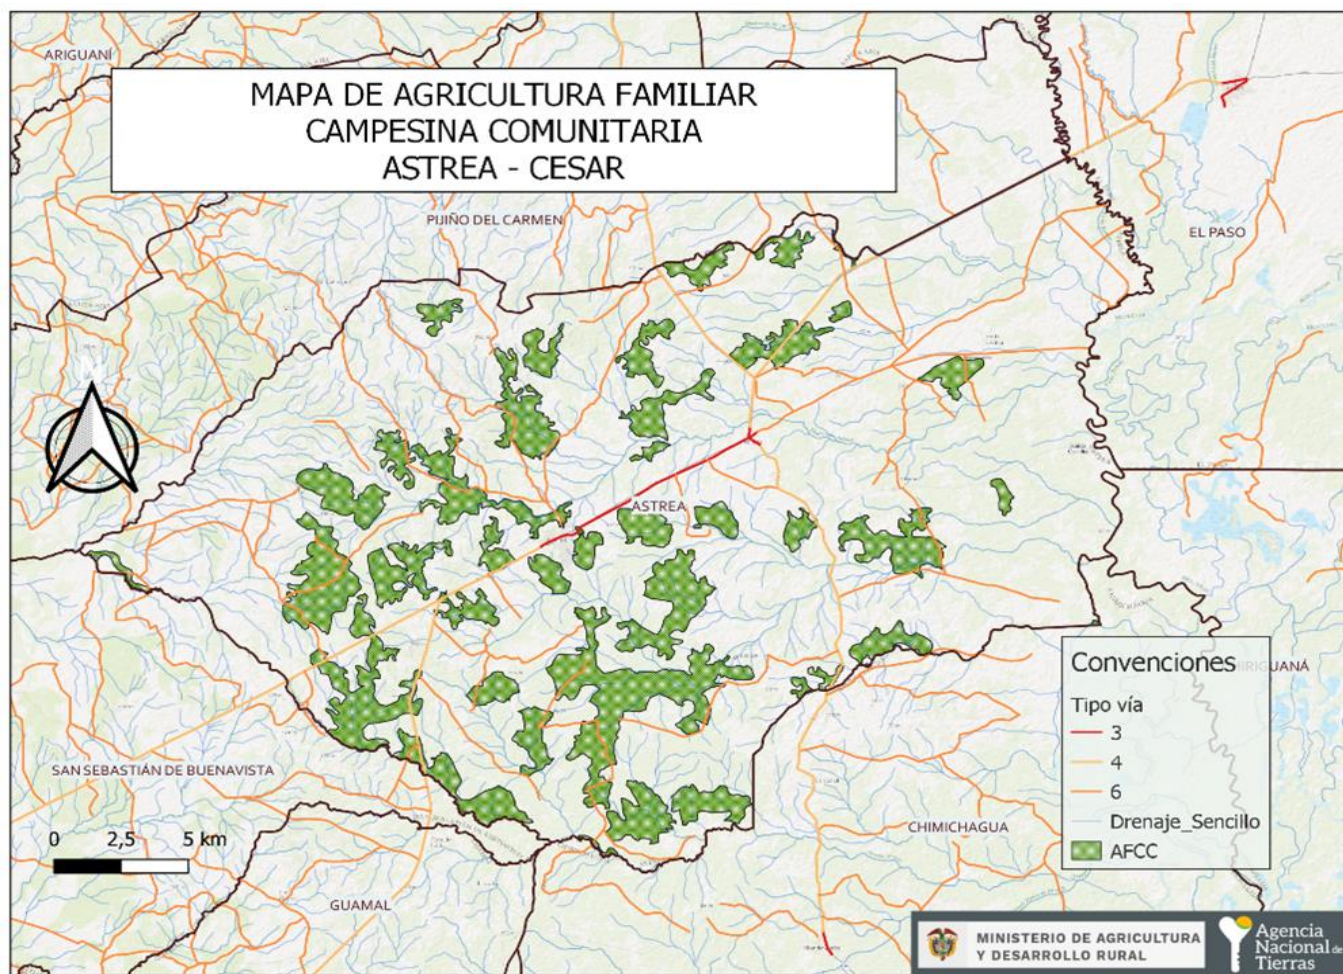 ARIGUANÍ
MAPA DE AGRICULTURA FAMILIAR
CAMPESINA COMUNITARIA
ASTREA - CESAR
PIJIÑO DEL CARMEN
EL PASO
N
ASTREA
Convenciones
HIRIGUANÁ
Tipo vía
3
4
6
Drenaje_Sencillo
AFCC
SAN SEBASTIÁN DE BUENAVISTA
CHIMICHAGUA
0 2,5 5 km
GUAMAL
MINISTERIO DE AGRICULTURA
Y DESARROLLO RURAL
Agencia
Nacional de
Tierras